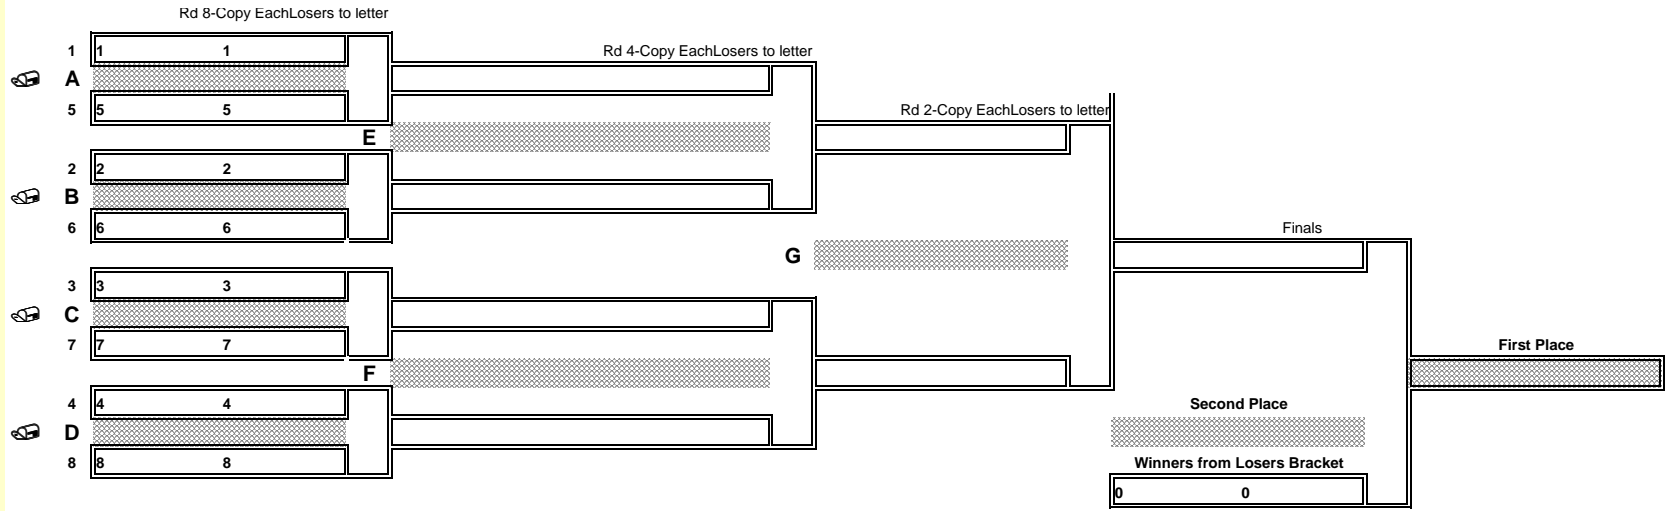 Rd 8-Copy EachLosers to letter
1 1 1
Rd 4-Copy EachLosers to letter
A
5 5 5
Rd 2-Copy EachLosers to letter
E
2 2 2
B
6 6 6
Finals
G
3 3 3
C
7 7 7
First Place
F
4 4 4
Second Place
D
8 8 8
Winners from Losers Bracket
0 0